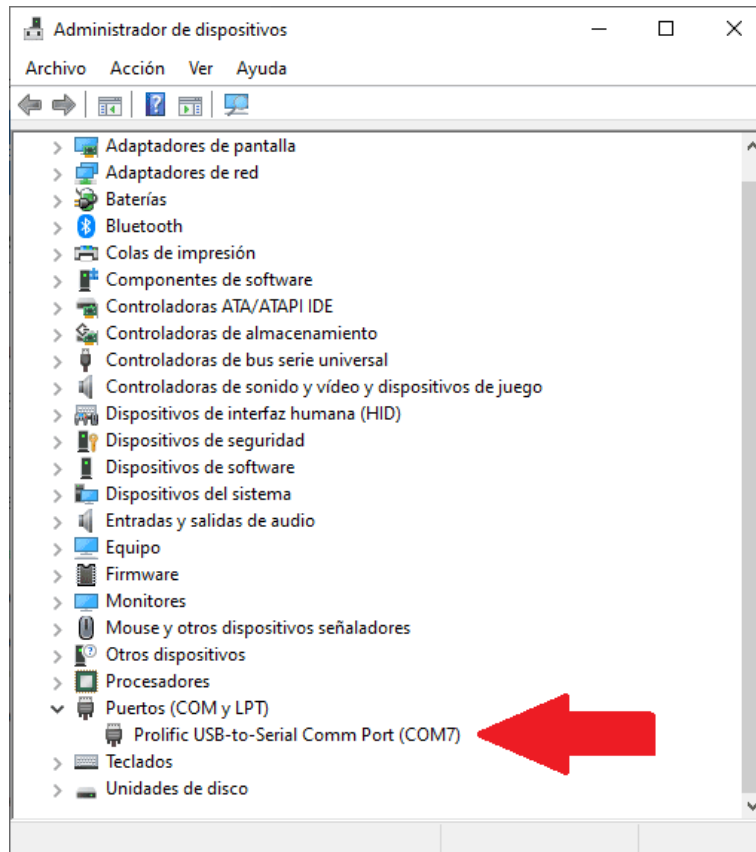 Administrador de dispositivos
Archivo Acción Ver Ayuda
Adaptadores de pantalla
Adaptadores de red
Baterías
Bluetooth
Colas de impresión
Componentes de software
Controladoras ATA/ATAPI IDE
Controladoras de almacenamiento
Controladoras de bus serie universal
Controladoras de sonido y vídeo y dispositivos de juego
Dispositivos de interfaz humana (HID)
Dispositivos de seguridad
Dispositivos de software
Dispositivos del sistema
Entradas y salidas de audio
Equipo
Firmware
Monitores
Mouse y otros dispositivos señaladores
Otros dispositivos
Procesadores
Puertos (COM y LPT)
Prolific USB-to-Serial Comm Port (COM7)
Teclados
Unidades de disco